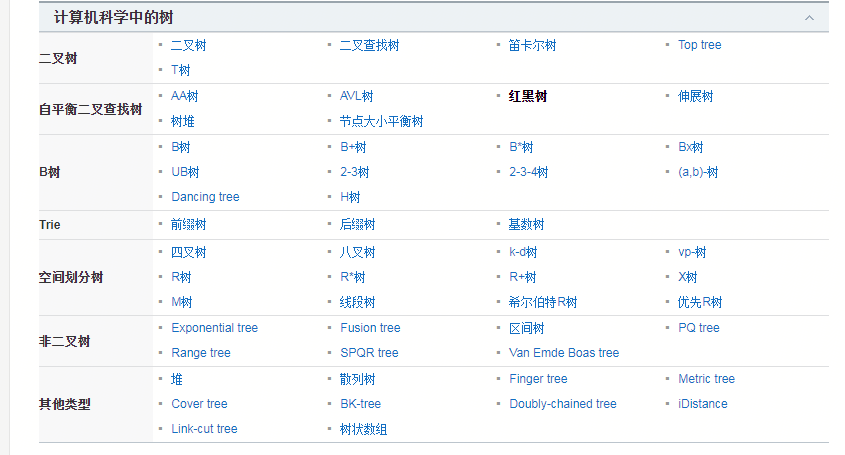 计算机科学中的树
二叉树 二叉树 二叉查找树 笛卡尔树 Top tree
T树
自平衡二叉查找树 AA树 AVL树 红黑树 伸展树
树堆 节点大小平衡树
B树 B树 B+树 B*树 Bx树
UB树 2-3树 2-3-4树 (a,b)-树
Dancing tree H树
Trie 前缀树 后缀树 基数树
空间划分树 四叉树 八叉树 k-d树 vp-树
R树 R*树 R+树 X树
M树 线段树 希尔伯特R树 优先R树
非二叉树 Exponential tree Fusion tree 区间树 PQ tree
Range tree SPQR tree Van Emde Boas tree
其他类型 堆 散列树 Finger tree Metric tree
Cover tree BK-tree Doubly-chained tree iDistance
Link-cut tree 树状数组